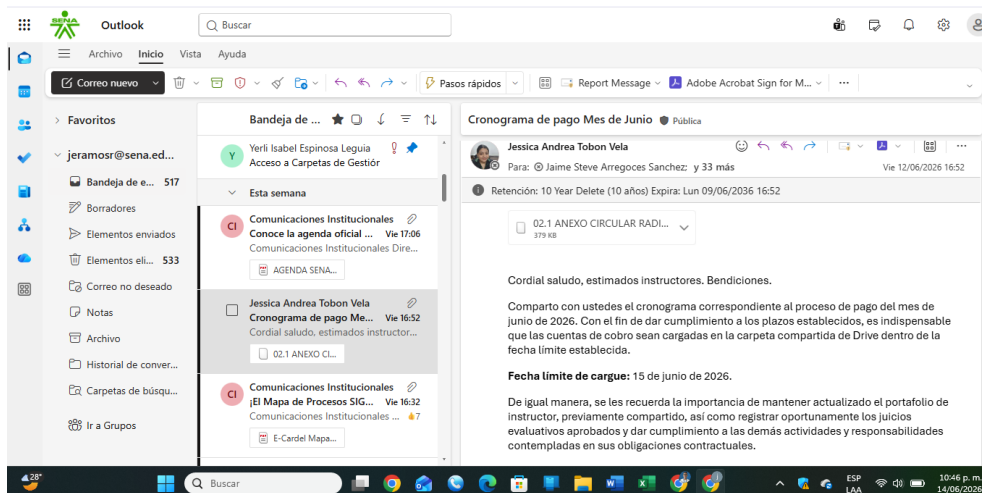 SENA
Outlook
Buscar
Archivo Inicio Vista Ayuda
Correo nuevo
Pasos rápidos
Report Message
Adobe Acrobat Sign for M...
Favoritos
jeramosr@sena.ed...
Bandeja de e... 517
Borradores
Elementos enviados
Elementos eli... 533
Correo no deseado
Notas
Archivo
Historial de conver...
Carpetas de búsqu...
Ir a Grupos
Bandeja de ...
Y
Yerli Isabel Espinosa Leguia
Acceso a Carpetas de Gestiór
Esta semana
CI
Comunicaciones Institucionales
Conoce la agenda oficial ... Vie 17:06
Comunicaciones Institucionales Dire...
AGENDA SENA...
Jessica Andrea Tobon Vela
Cronograma de pago Me... Vie 16:52
Cordial saludo, estimados instructor...
02.1 ANEXO CI...
CI
Comunicaciones Institucionales
¡El Mapa de Procesos SIG... Vie 16:32
Comunicaciones Institucionales ... 7
E-Cardel Mapa...
Cronograma de pago Mes de Junio Pública
Jessica Andrea Tobon Vela
Para: Jaime Steve Arregoces Sanchez; y 33 más
Vie 12/06/2026 16:52
Retención: 10 Year Delete (10 años) Expira: Lun 09/06/2036 16:52
02.1 ANEXO CIRCULAR RADI...
379 KB
Cordial saludo, estimados instructores. Bendiciones.
Comparto con ustedes el cronograma correspondiente al proceso de pago del mes de
junio de 2026. Con el fin de dar cumplimiento a los plazos establecidos, es indispensable
que las cuentas de cobro sean cargadas en la carpeta compartida de Drive dentro de la
fecha límite establecida.
Fecha límite de cargue: 15 de junio de 2026.
De igual manera, se les recuerda la importancia de mantener actualizado el portafolio de
instructor, previamente compartido, así como registrar oportunamente los juicios
evaluativos aprobados y dar cumplimiento a las demás actividades y responsabilidades
contempladas en sus obligaciones contractuales.
28°
Buscar
ESP
LAA
10:46 p. m.
14/06/2026